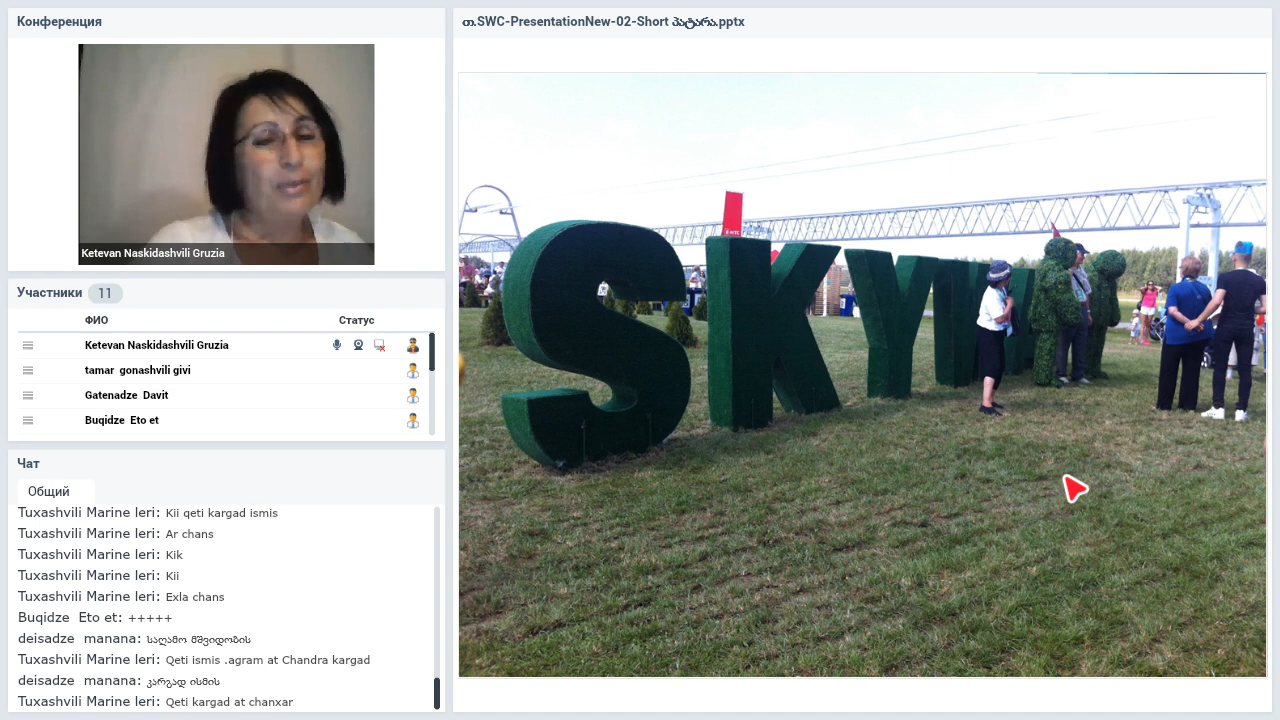 Конференция
Ketevan Naskidashvili Gruzia
Участники 11
ФИО Статус
Ketevan Naskidashvili Gruzia
tamar gonashvili givi
Gatenadze Davit
Buqidze Eto et
Чат
Общий
Tuxashvili Marine leri: Kii qeti kargad ismis
Tuxashvili Marine leri: Ar chans
Tuxashvili Marine leri: Kik
Tuxashvili Marine leri: Kii
Tuxashvili Marine leri: Exla chans
Buqidze Eto et: +++++
deisadze manana: საღამო მშვიდობის
Tuxashvili Marine leri: Qeti ismis .agram at Chandra kargad
deisadze manana: კარგად ისმის
Tuxashvili Marine leri: Qeti kargad at chanxar
თ.SWC-PresentationNew-02-Short პატარა.pptx
SKYW